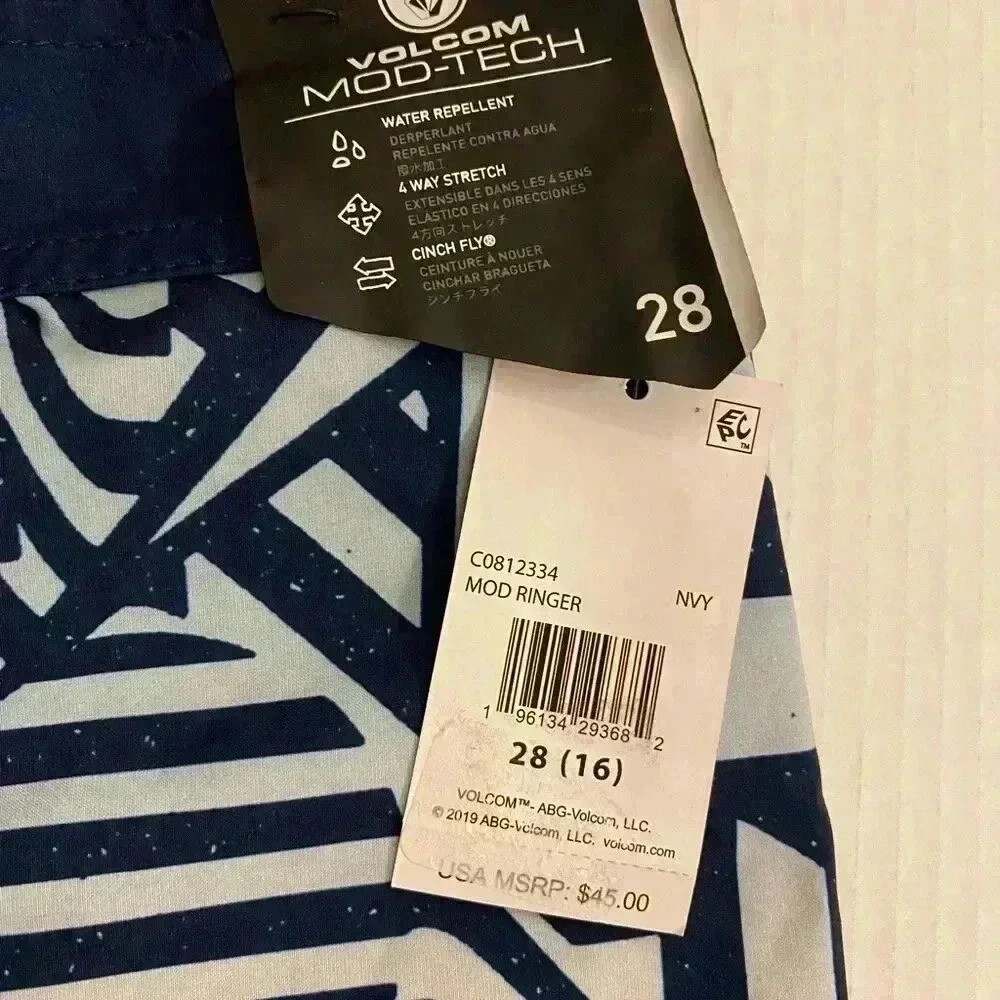 VOLCOM
MOD-TECH
WATER REPELLENT
DERPERLANT
REPELENTE CONTRA AGUA
撥水加工
4 WAY STRETCH
EXTENSIBLE DANS LES 4 SENS
ELÁSTICO EN 4 DIRECCIONES
4方向ストレッチ
CINCH FLY®
CEINTURE À NOUER
CINCHAR BRAGUETA
シンチフライ
28
ECP™
C0812334
MOD RINGER NVY
1 96134 29368 2
28 (16)
VOLCOM™- ABG-Volcom, LLC.
© 2019 ABG-Volcom, LLC. volcom.com
USA MSRP: $45.00